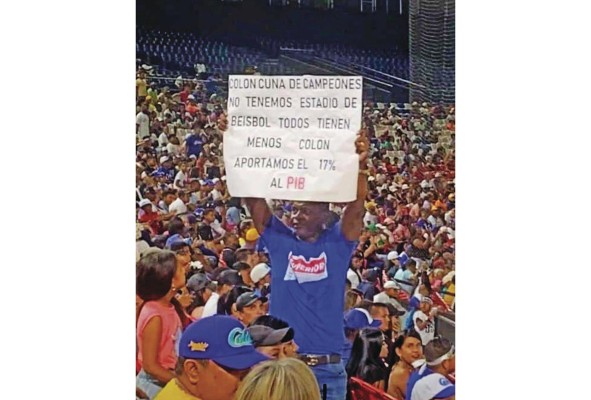 COLON CUNA DE CAMPEONES
NO TENEMOS ESTADIO DE
BEISBOL TODOS TIENEN
MENOS COLON
APORTAMOS EL 17%
AL PIB